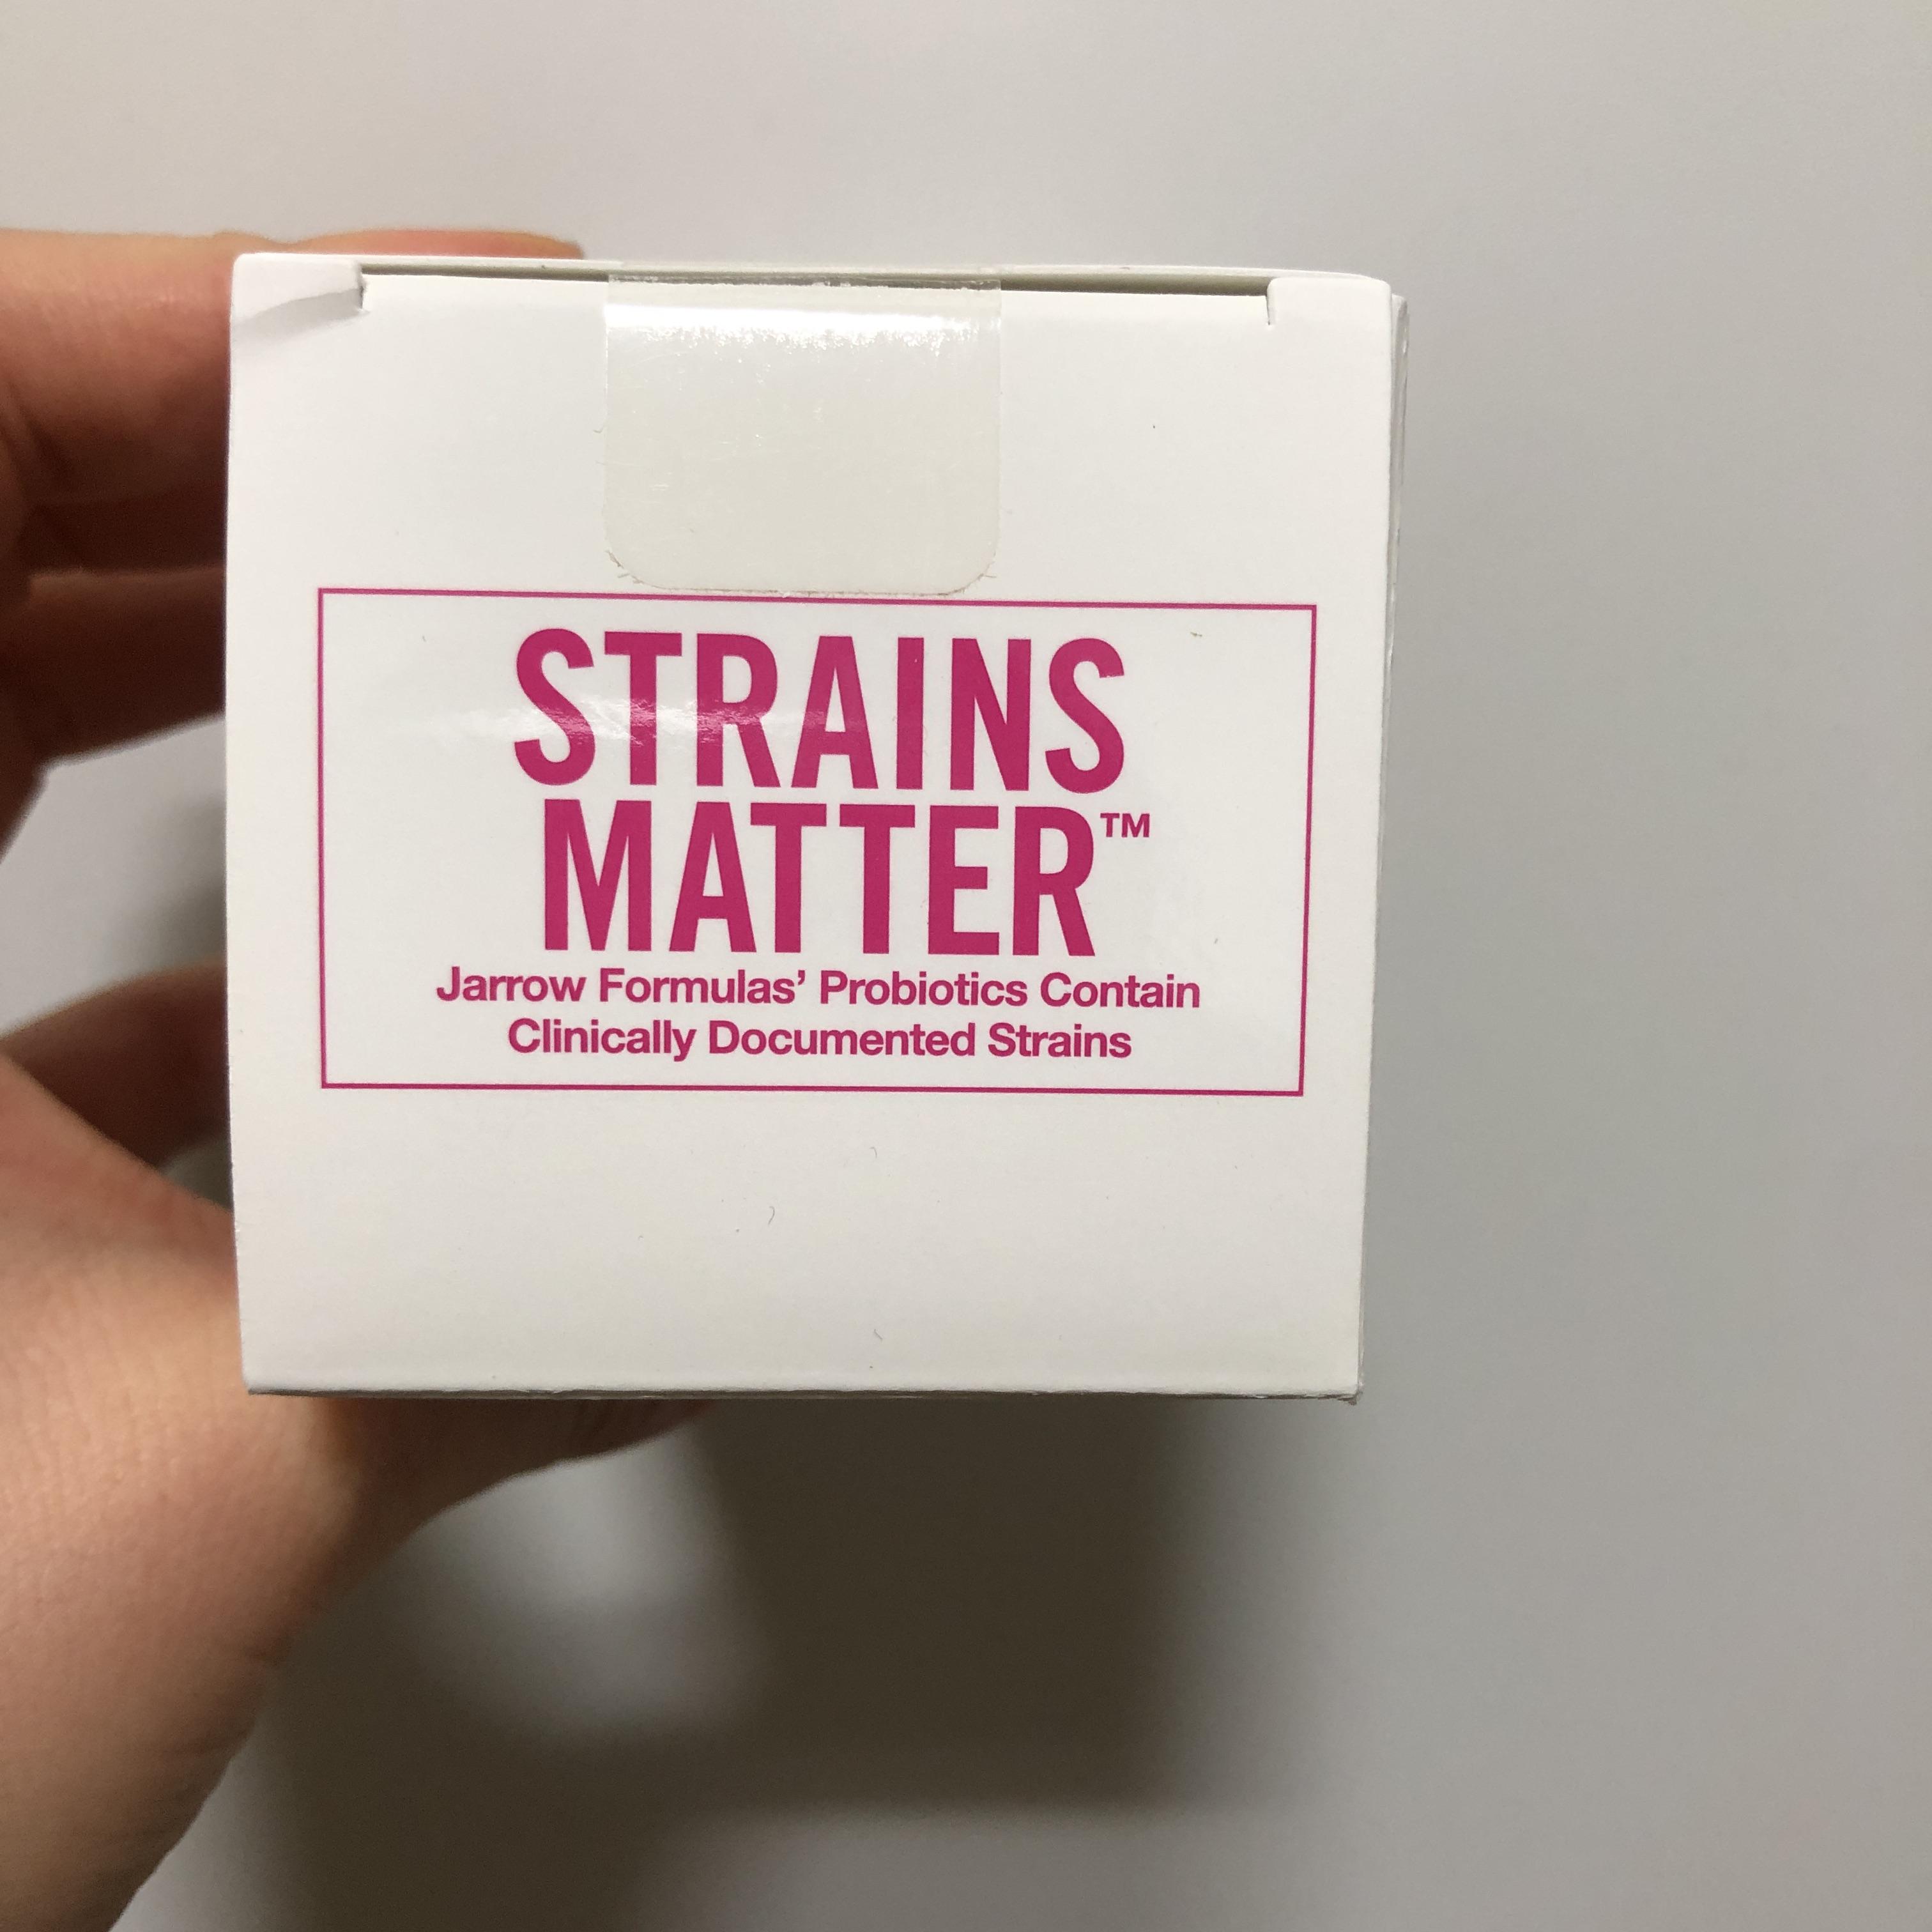 STRAINS
MATTER™
Jarrow Formulas’ Probiotics Contain
Clinically Documented Strains